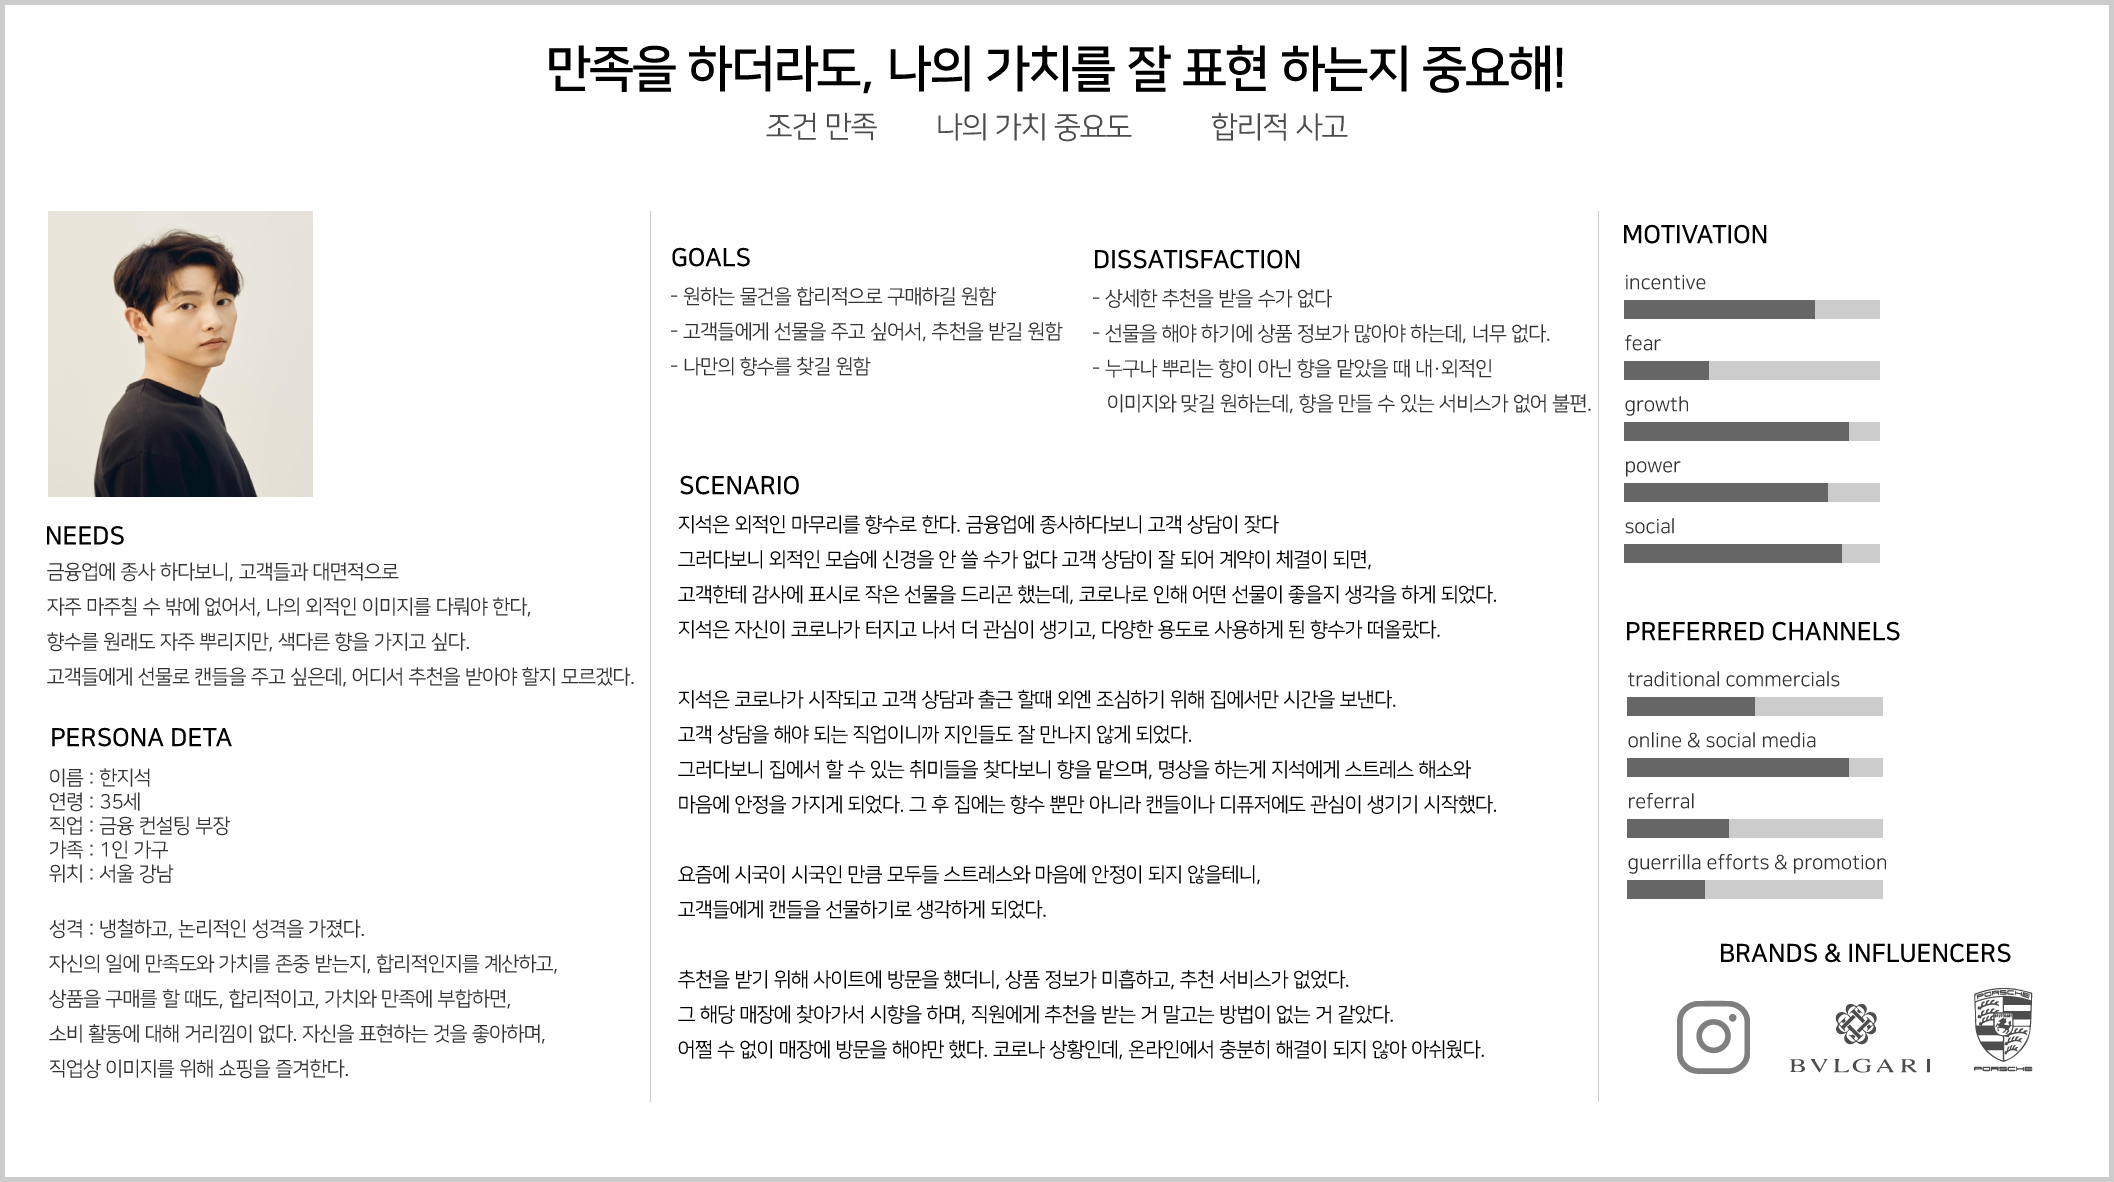 만족을 하더라도, 나의 가치를 잘 표현 하는지 중요해!
조건 만족 나의 가치 중요도 합리적 사고
NEEDS
금융업에 종사 하다보니, 고객들과 대면적으로
자주 마주칠 수 밖에 없어서, 나의 외적인 이미지를 다뤄야 한다,
향수를 원래도 자주 뿌리지만, 색다른 향을 가지고 싶다.
고객들에게 선물로 캔들을 주고 싶은데, 어디서 추천을 받아야 할지 모르겠다.
PERSONA DETA
이름 : 한지석
연령 : 35세
직업 : 금융 컨설팅 부장
가족 : 1인 가구
위치 : 서울 강남
성격 : 냉철하고, 논리적인 성격을 가졌다.
자신의 일에 만족도와 가치를 존중 받는지, 합리적인지를 계산하고,
상품을 구매를 할 때도, 합리적이고, 가치와 만족에 부합하면,
소비 활동에 대해 거리낌이 없다. 자신을 표현하는 것을 좋아하며,
직업상 이미지를 위해 쇼핑을 즐겨한다.
GOALS
- 원하는 물건을 합리적으로 구매하길 원함
- 고객들에게 선물을 주고 싶어서, 추천을 받길 원함
- 나만의 향수를 찾길 원함
DISSATISFACTION
- 상세한 추천을 받을 수가 없다
- 선물을 해야 하기에 상품 정보가 많아야 하는데, 너무 없다.
- 누구나 뿌리는 향이 아닌 향을 맡았을 때 내·외적인
이미지와 맞길 원하는데, 향을 만들 수 있는 서비스가 없어 불편.
SCENARIO
지석은 외적인 마무리를 향수로 한다. 금융업에 종사하다보니 고객 상담이 잦다
그러다보니 외적인 모습에 신경을 안 쓸 수가 없다 고객 상담이 잘 되어 계약이 체결이 되면,
고객한테 감사에 표시로 작은 선물을 드리곤 했는데, 코로나로 인해 어떤 선물이 좋을지 생각을 하게 되었다.
지석은 자신이 코로나가 터지고 나서 더 관심이 생기고, 다양한 용도로 사용하게 된 향수가 떠올랐다.
지석은 코로나가 시작되고 고객 상담과 출근 할때 외엔 조심하기 위해 집에서만 시간을 보낸다.
고객 상담을 해야 되는 직업이니까 지인들도 잘 만나지 않게 되었다.
그러다보니 집에서 할 수 있는 취미들을 찾다보니 향을 맡으며, 명상을 하는게 지석에게 스트레스 해소와
마음에 안정을 가지게 되었다. 그 후 집에는 향수 뿐만 아니라 캔들이나 디퓨저에도 관심이 생기기 시작했다.
요즘에 시국이 시국인 만큼 모두들 스트레스와 마음에 안정이 되지 않을테니,
고객들에게 캔들을 선물하기로 생각하게 되었다.
추천을 받기 위해 사이트에 방문을 했더니, 상품 정보가 미흡하고, 추천 서비스가 없었다.
그 해당 매장에 찾아가서 시향을 하며, 직원에게 추천을 받는 거 말고는 방법이 없는 거 같았다.
어쩔 수 없이 매장에 방문을 해야만 했다. 코로나 상황인데, 온라인에서 충분히 해결이 되지 않아 아쉬웠다.
MOTIVATION
incentive
fear
growth
power
social
PREFERRED CHANNELS
traditional commercials
online & social media
referral
guerrilla efforts & promotion
BRANDS & INFLUENCERS
PORSCHE
BVLGARI
PORSCHE